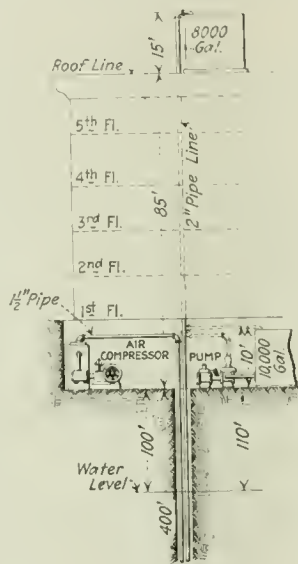 8000
Gal.
15'
Roof Line
5th Fl.
4th Fl.
85'
2" Pipe Line
3rd Fl.
2nd Fl.
1½" Pipe
1st Fl.
AIR
COMPRESSOR
PUMP
10'
10,000
Gal.
100'
110'
Water
Level
400'